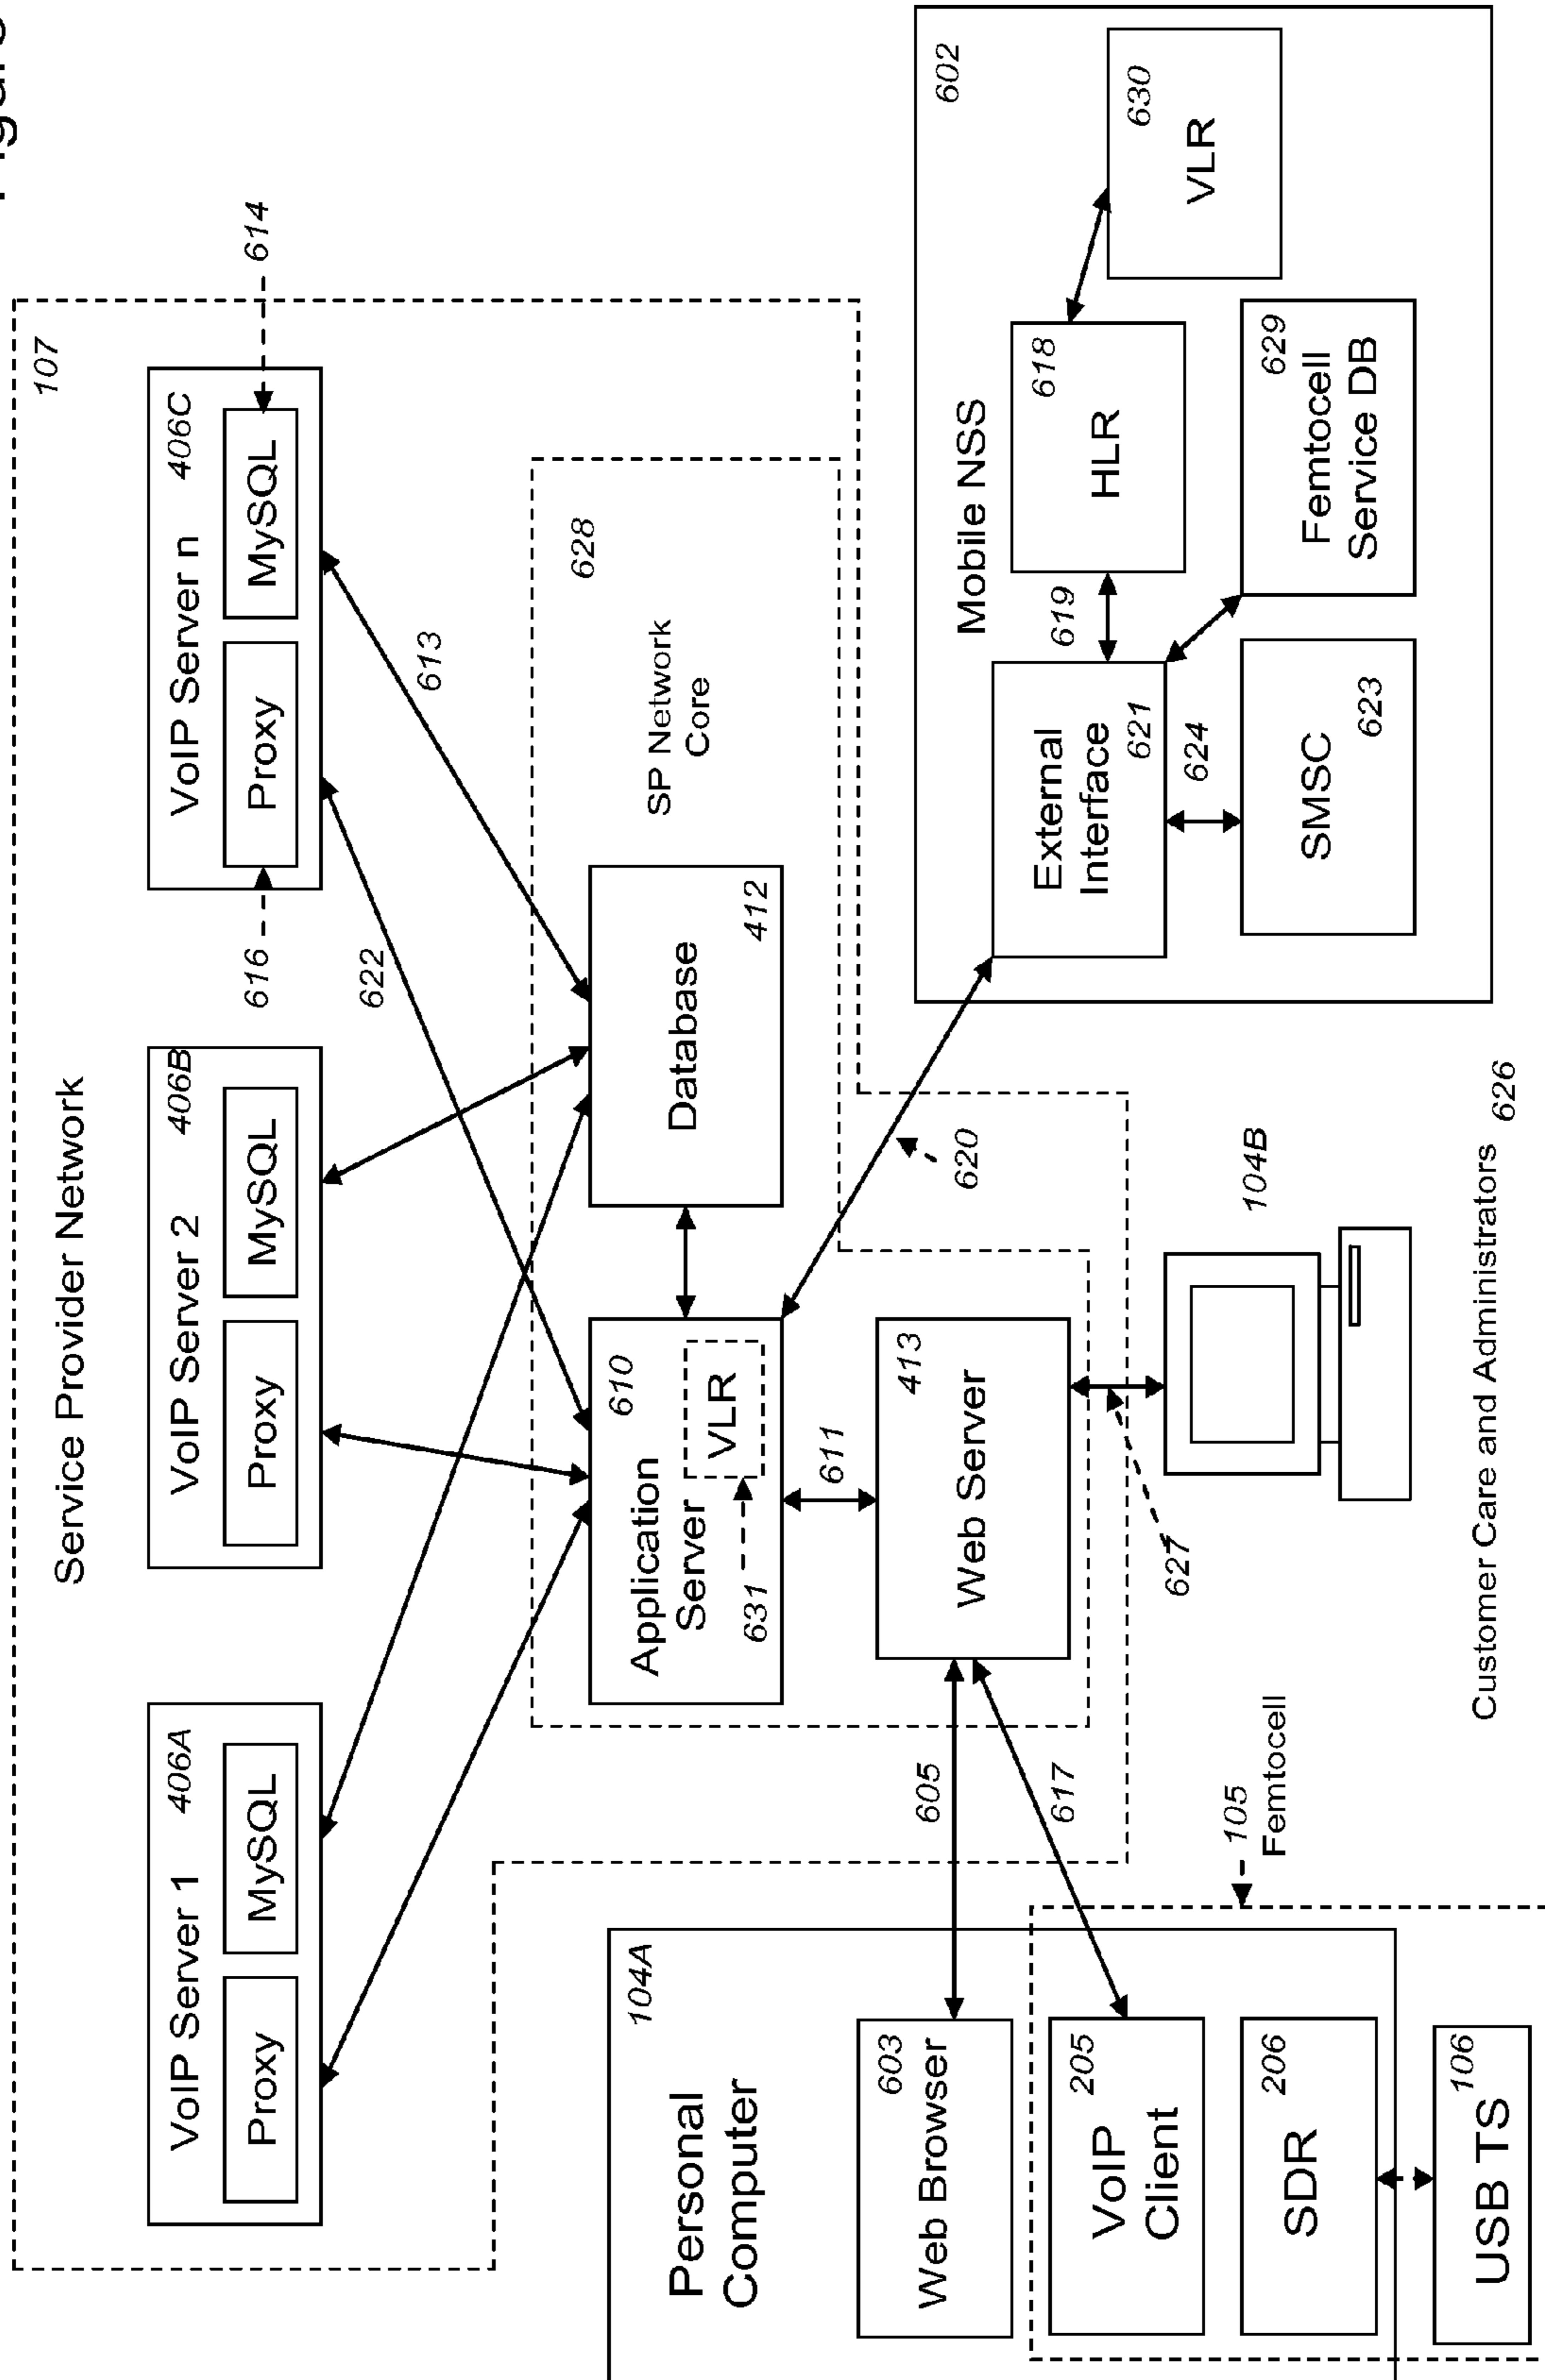 Figure
Service Provider Network
107
VoIP Server 1
406A
Proxy
MySQL
VoIP Server 2
406B
Proxy
MySQL
VoIP Server n
406C
Proxy
MySQL
614
616
622
613
628
SP Network
Core
Application
Server
610
VLR
631
Database
412
611
Web Server
413
605
617
620
627
Personal
Computer
104A
Web Browser
603
VoIP
Client
205
SDR
206
USB TS
106
105
Femtocell
104B
Customer Care and Administrators
626
602
Mobile NSS
External
Interface
621
619
HLR
618
VLR
630
624
SMSC
623
Femtocell
Service DB
629